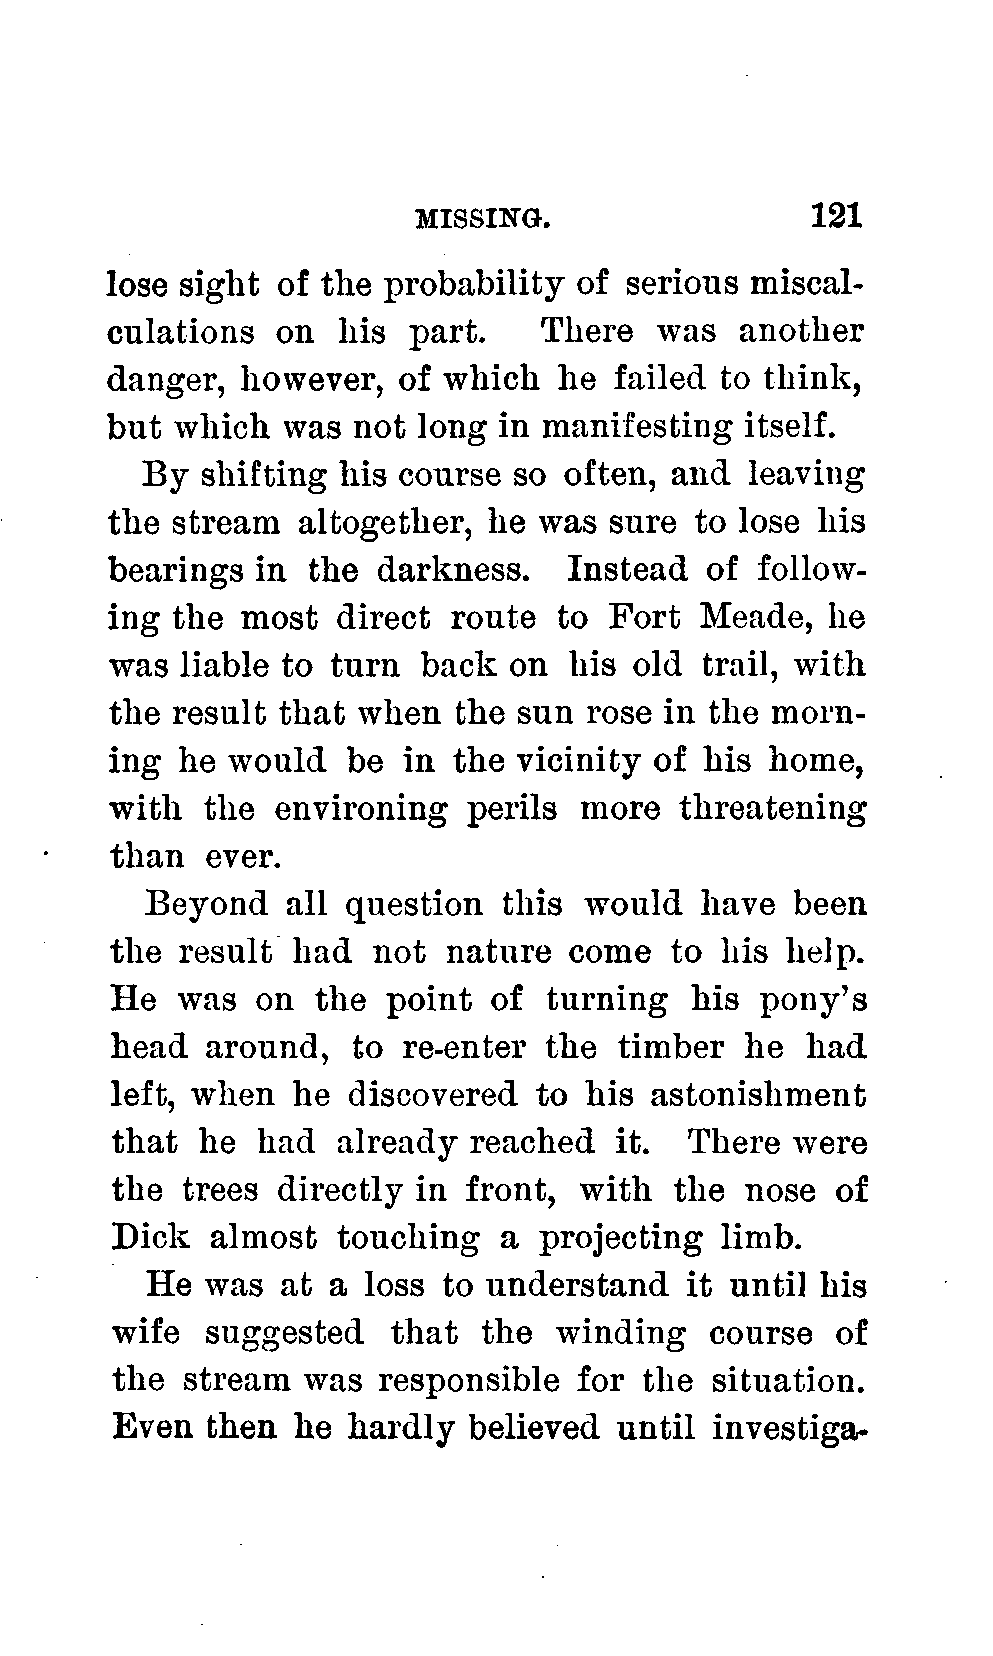 MISSING. 121
lose sight of the probability of serious miscal-
culations on his part. There was another
danger, however, of which he failed to think,
but which was not long in manifesting itself.
By shifting his course so often, and leaving
the stream altogether, he was sure to lose his
bearings in the darkness. Instead of follow-
ing the most direct route to Fort Meade, he
was liable to turn back on his old trail, with
the result that when the sun rose in the morn-
ing he would be in the vicinity of his home,
with the environing perils more threatening
than ever.
Beyond all question this would have been
the result had not nature come to his help.
He was on the point of turning his pony's
head around, to re-enter the timber he had
left, when he discovered to his astonishment
that he had already reached it. There were
the trees directly in front, with the nose of
Dick almost touching a projecting limb.
He was at a loss to understand it until his
wife suggested that the winding course of
the stream was responsible for the situation.
Even then he hardly believed until investiga-